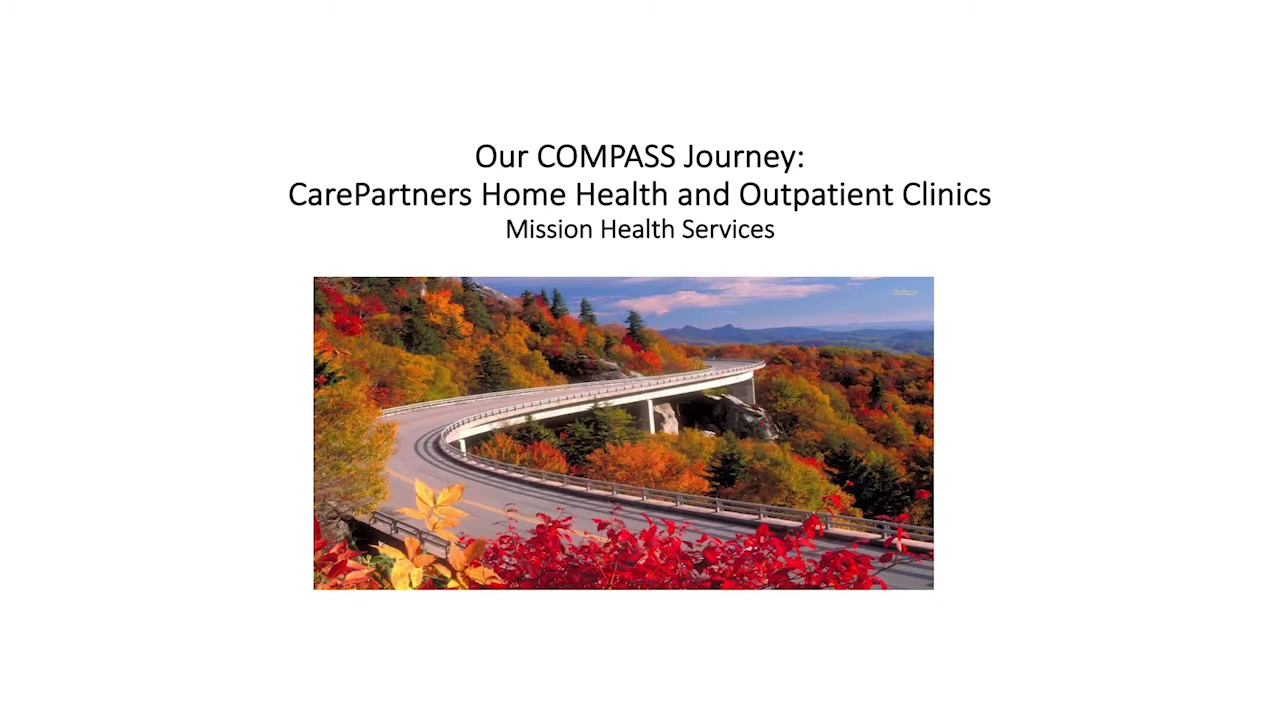 Our COMPASS Journey:
CarePartners Home Health and Outpatient Clinics
Mission Health Services